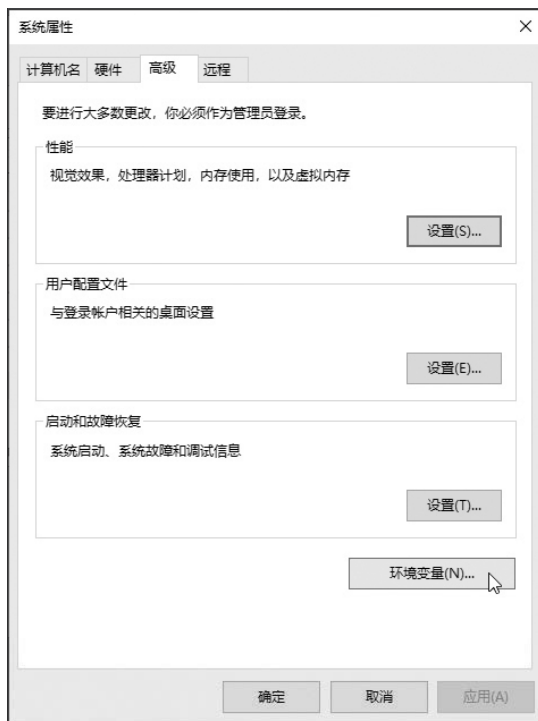 系统属性
计算机名 硬件 高级 远程
要进行大多数更改，你必须作为管理员登录。
性能
视觉效果，处理器计划，内存使用，以及虚拟内存
设置(S)...
用户配置文件
与登录帐户相关的桌面设置
设置(E)...
启动和故障恢复
系统启动、系统故障和调试信息
设置(T)...
环境变量(N)...
确定 取消 应用(A)